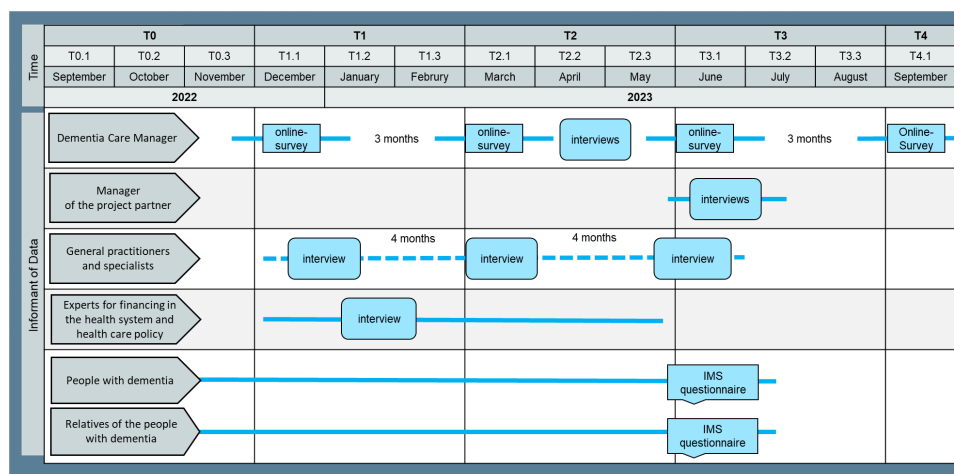 T0 T1 T2 T3 T4
Time
T0.1 T0.2 T0.3 T1.1 T1.2 T1.3 T2.1 T2.2 T2.3 T3.1 T3.2 T3.3 T4.1
September October November December January Februry March April May June July August September
2022 2023
Informant of Data
Dementia Care Manager
online-
survey
3 months
online-
survey
interviews
online-
survey
3 months
Online-
Survey
Manager
of the project partner
interviews
General practitioners
and specialists
interview
4 months
interview
4 months
interview
Experts for financing in
the health system and
health care policy
interview
People with dementia
IMS
questionnaire
Relatives of the people
with dementia
IMS
questionnaire